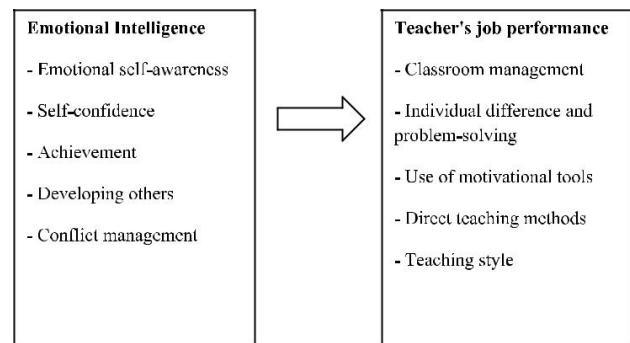 Emotional Intelligence
- Emotional self-awareness
- Self-confidence
- Achievement
- Developing others
- Conflict management
Teacher's job performance
- Classroom management
- Individual difference and
problem-solving
- Use of motivational tools
- Direct teaching methods
- Teaching style